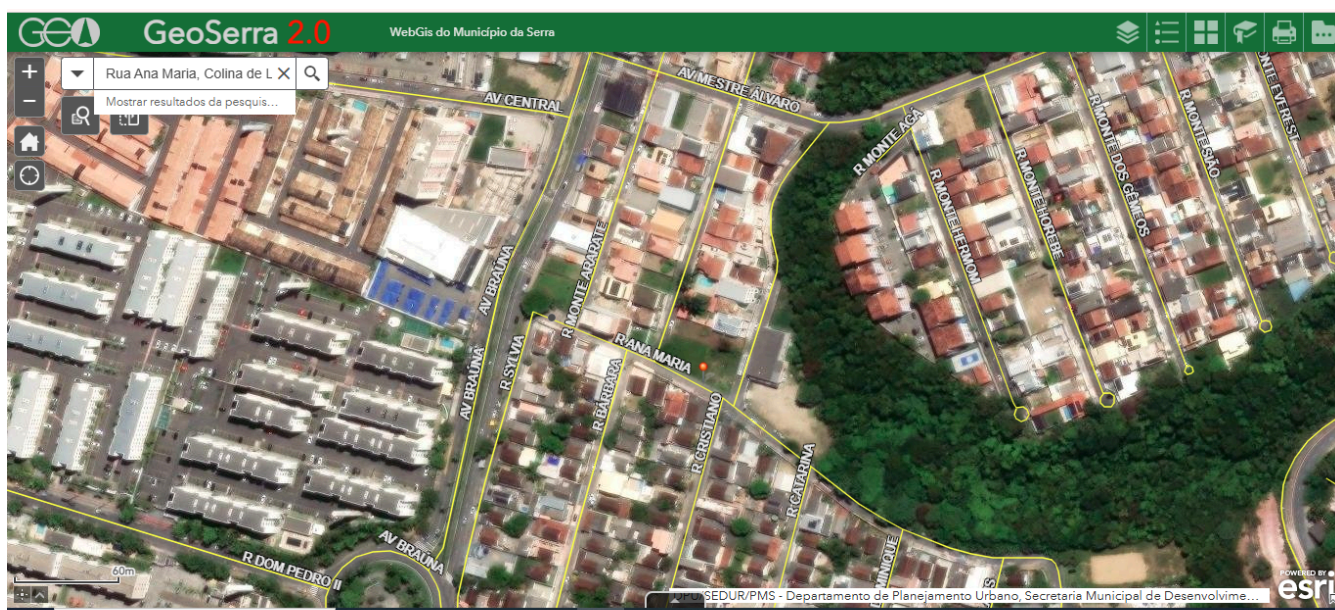 GEO
GeoSerra 2.0
WebGis do Município da Serra
+
Rua Ana Maria, Colina de L
Mostrar resultados da pesquis...
−
AV CENTRAL
AV MESTRE ÁLVARO
R MONTE AGÁ
R MONTE HERMOM
R MONTE HOREBE
R MONTE DOS GÊMEOS
R MONTE SIÃO
MONTE EVEREST
R MONTE ARARATE
AV BRAÚNA
AV BRAÚNA
R SYLVIA
R ANA MARIA
R BÁRBARA
R CRISTIANO
R CATARINA
AV BRAÚNA
R DOM PEDRO II
MINIQUE
60m
POWERED BY
esri
DPU/SEDUR/PMS - Departamento de Planejamento Urbano, Secretaria Municipal de Desenvolvime...